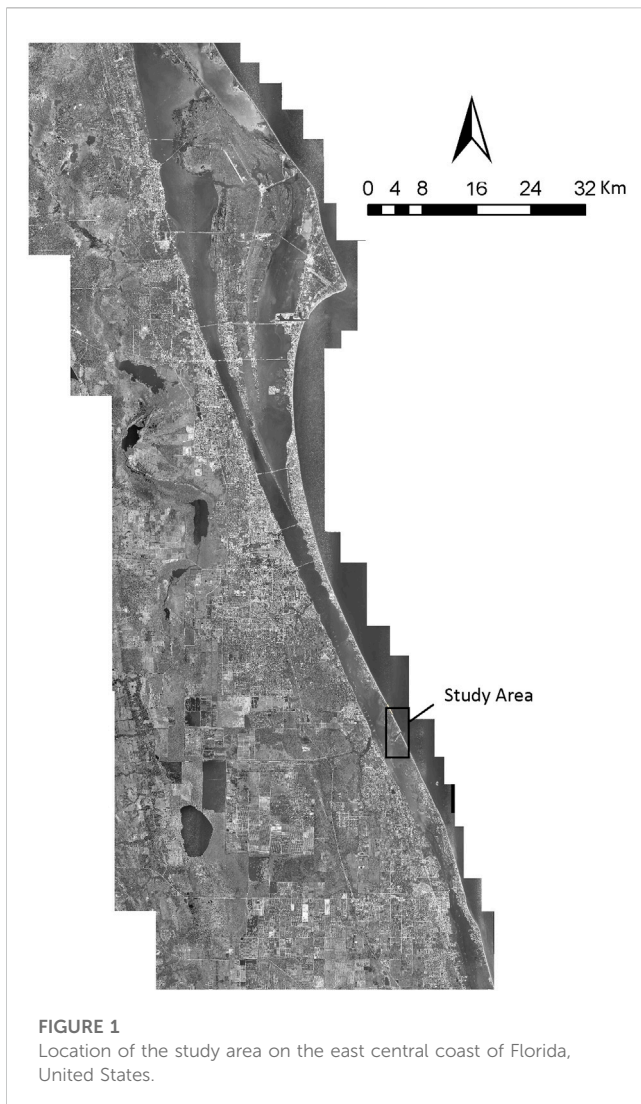 0 4 8 16 24 32 Km
Study Area
FIGURE 1
Location of the study area on the east central coast of Florida,
United States.